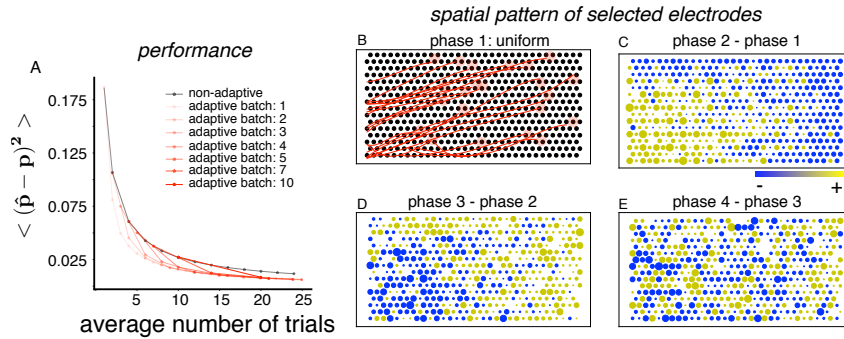 spatial pattern of selected electrodes
performance
A
< (p̂ − p)² >
0.175
0.125
0.075
0.025
non-adaptive
adaptive batch: 1
adaptive batch: 2
adaptive batch: 3
adaptive batch: 4
adaptive batch: 5
adaptive batch: 7
adaptive batch: 10
5 10 15 20 25
average number of trials
B
phase 1: uniform
C
phase 2 - phase 1
- +
D
phase 3 - phase 2
E
phase 4 - phase 3